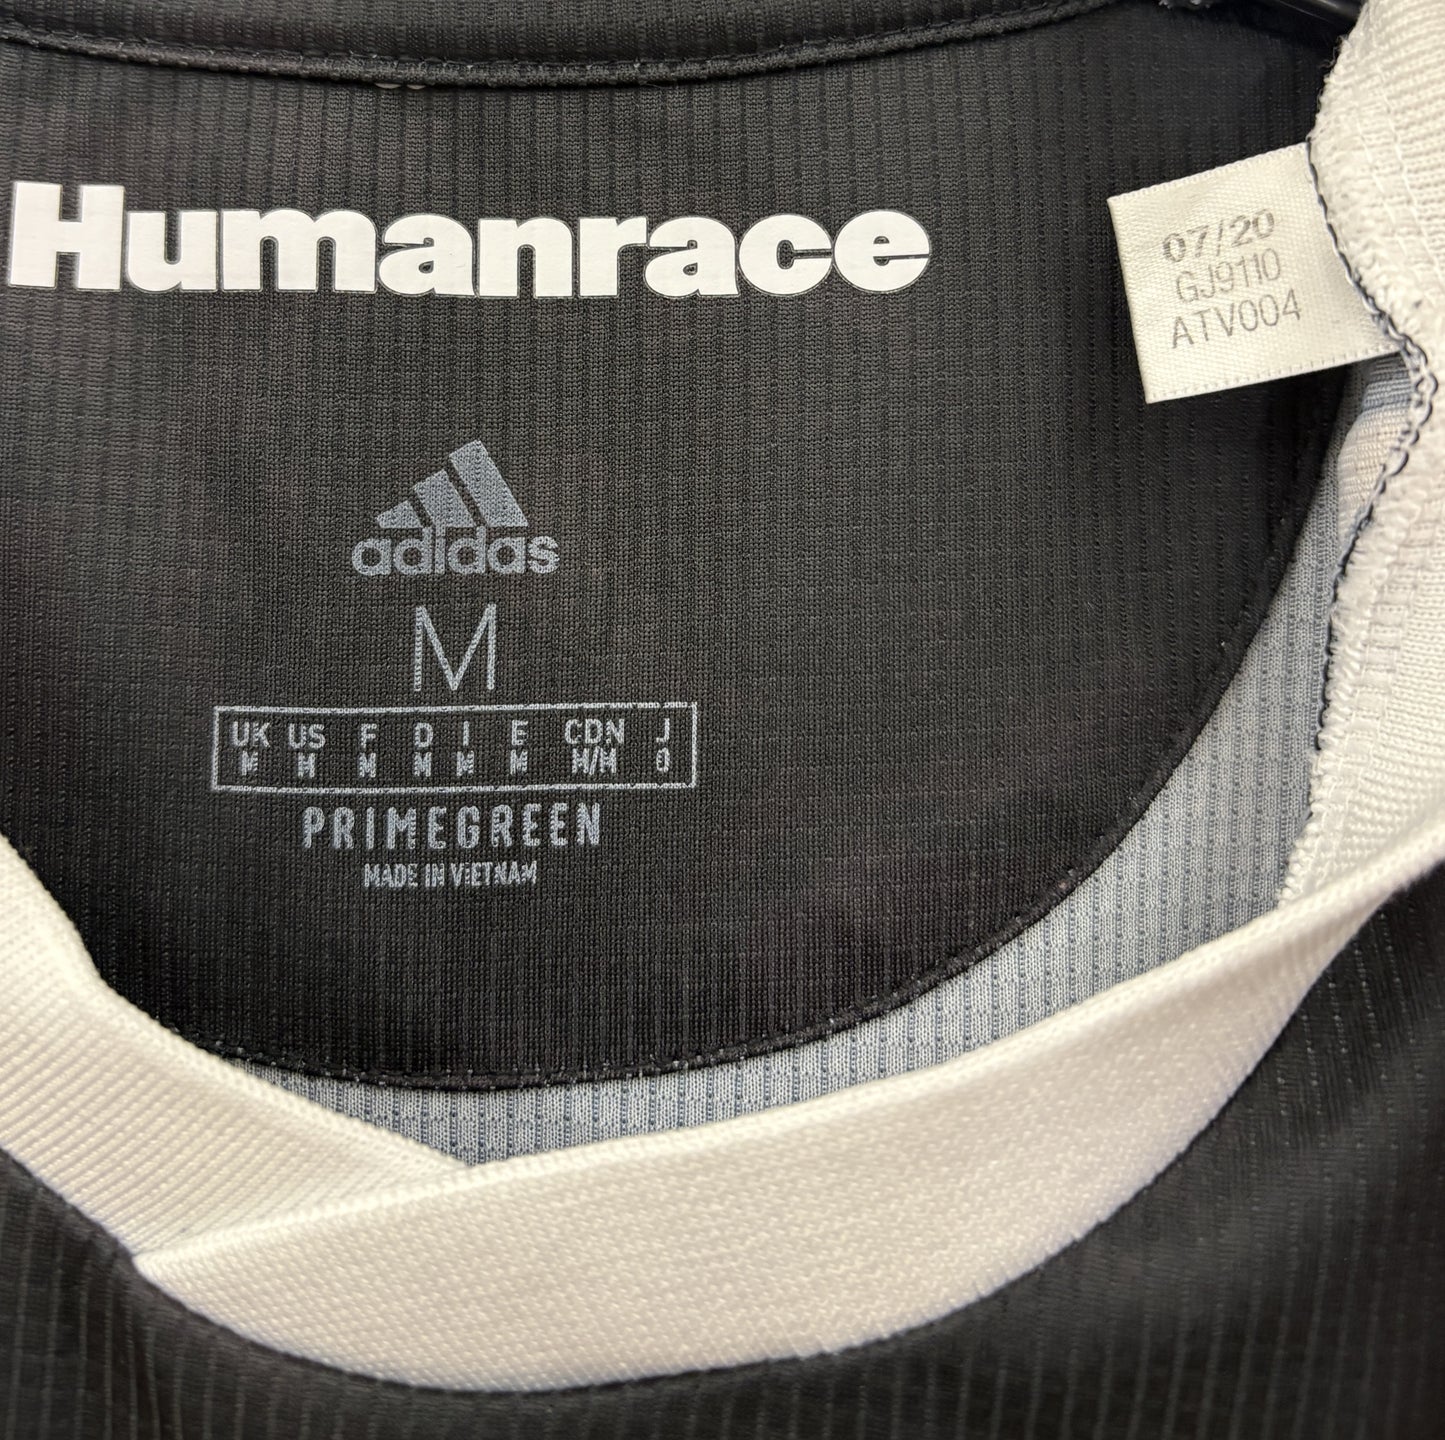 Humanrace
07/20
GJ9110
ATV004
adidas
M
UK US F D I E CDN J
M M M M M M M/M O
PRIMEGREEN
MADE IN VIETNAM